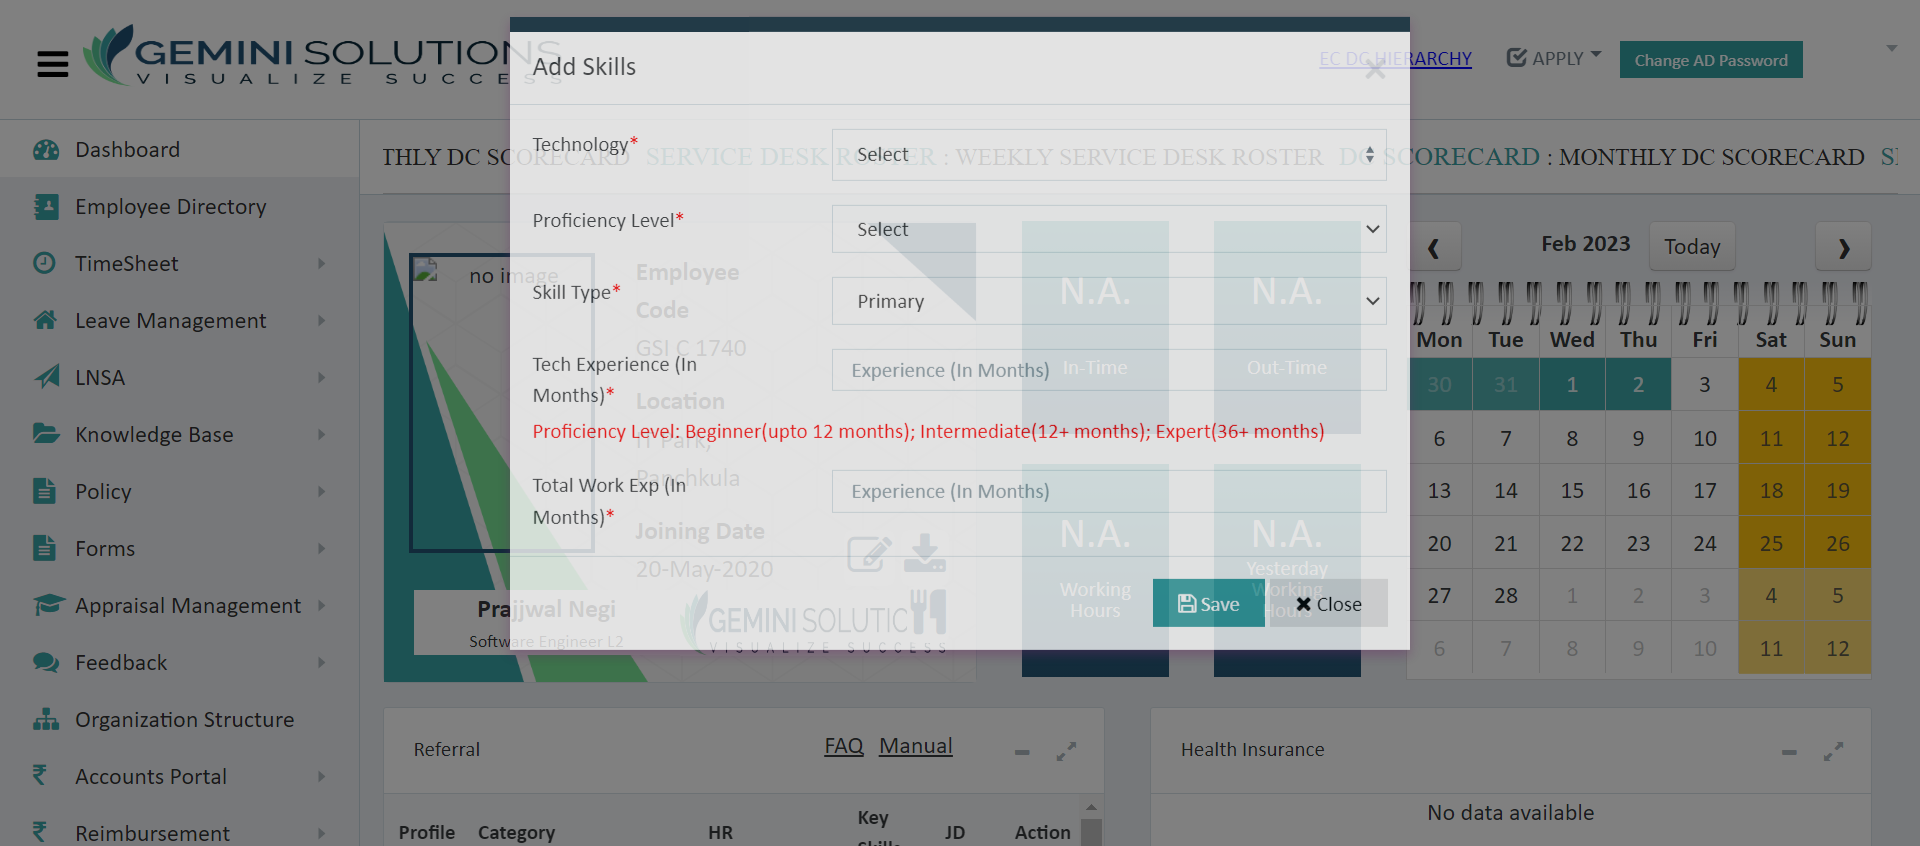 GEMINI SOLUTIONS
VISUALIZE SUCCESS
EC DC HIERARCHY
APPLY
Change AD Password
Dashboard
Employee Directory
TimeSheet
Leave Management
LNSA
Knowledge Base
Policy
Forms
Appraisal Management
Feedback
Organization Structure
Accounts Portal
Reimbursement
THLY DC SCORECARD SERVICE DESK ROSTER : WEEKLY SERVICE DESK ROSTER DC SCORECARD : MONTHLY DC SCORECARD
Add Skills
Technology*
Select
Proficiency Level*
Select
Skill Type*
Primary
Tech Experience (In
Months)*
Experience (In Months)
Proficiency Level: Beginner(upto 12 months); Intermediate(12+ months); Expert(36+ months)
Total Work Exp (In
Months)*
Experience (In Months)
Save
Close
no image
Employee
Code
GSI C 1740
Location
IT Park,
Panchkula
Joining Date
20-May-2020
Prajjwal Negi
Software Engineer L2
GEMINI SOLUTIC
VISUALIZE SUCCESS
N.A.
In-Time
N.A.
Out-Time
N.A.
Working
Hours
N.A.
Yesterday
Working
Hours
Feb 2023
Today
Mon Tue Wed Thu Fri Sat Sun
30 31 1 2 3 4 5
6 7 8 9 10 11 12
13 14 15 16 17 18 19
20 21 22 23 24 25 26
27 28 1 2 3 4 5
6 7 8 9 10 11 12
Referral
FAQ
Manual
Profile Category HR Key JD Action
Health Insurance
No data available